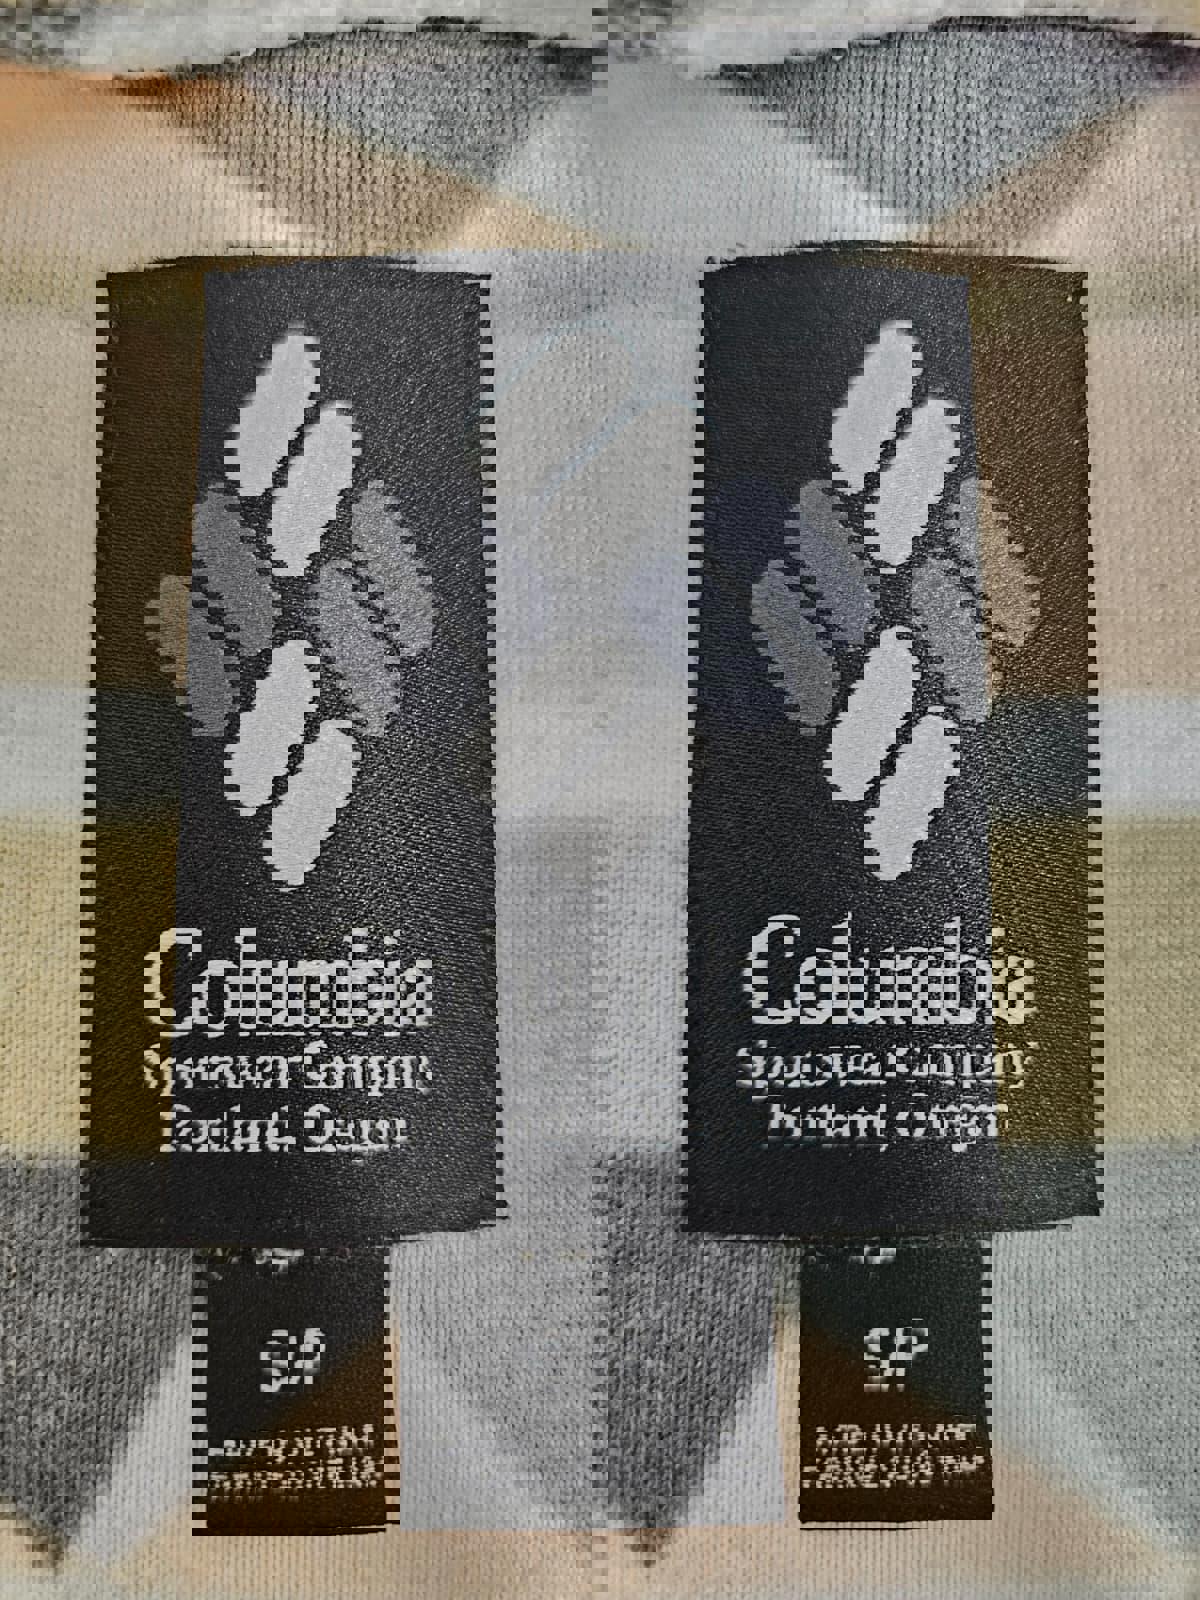 Columbia
Sportswear Company
Portland, Oregon
S/P
Columbia
Sportswear Company
Portland, Oregon
S/P